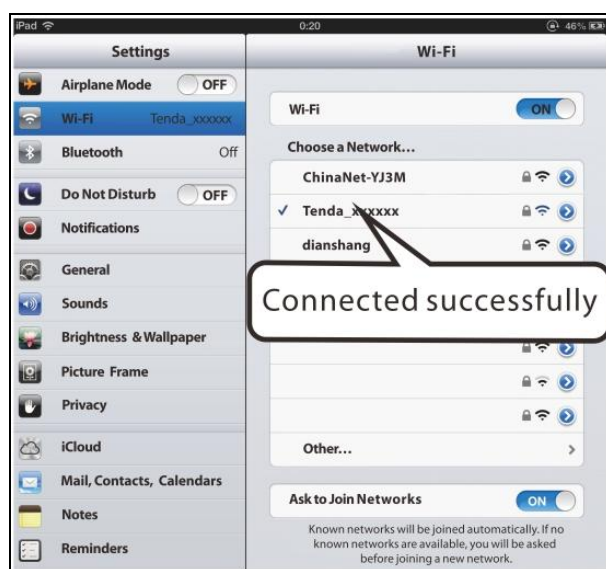 iPad 0:20 46%
Settings
Airplane Mode OFF
Wi-Fi Tenda_xxxxxx
Bluetooth Off
Do Not Disturb OFF
Notifications
General
Sounds
Brightness & Wallpaper
Picture Frame
Privacy
iCloud
Mail, Contacts, Calendars
Notes
Reminders
Wi-Fi
Wi-Fi ON
Choose a Network...
ChinaNet-YJ3M
Tenda_xxxxxx
dianshang
Connected successfully
Other...
Ask to Join Networks ON
Known networks will be joined automatically. If no
known networks are available, you will be asked
before joining a new network.